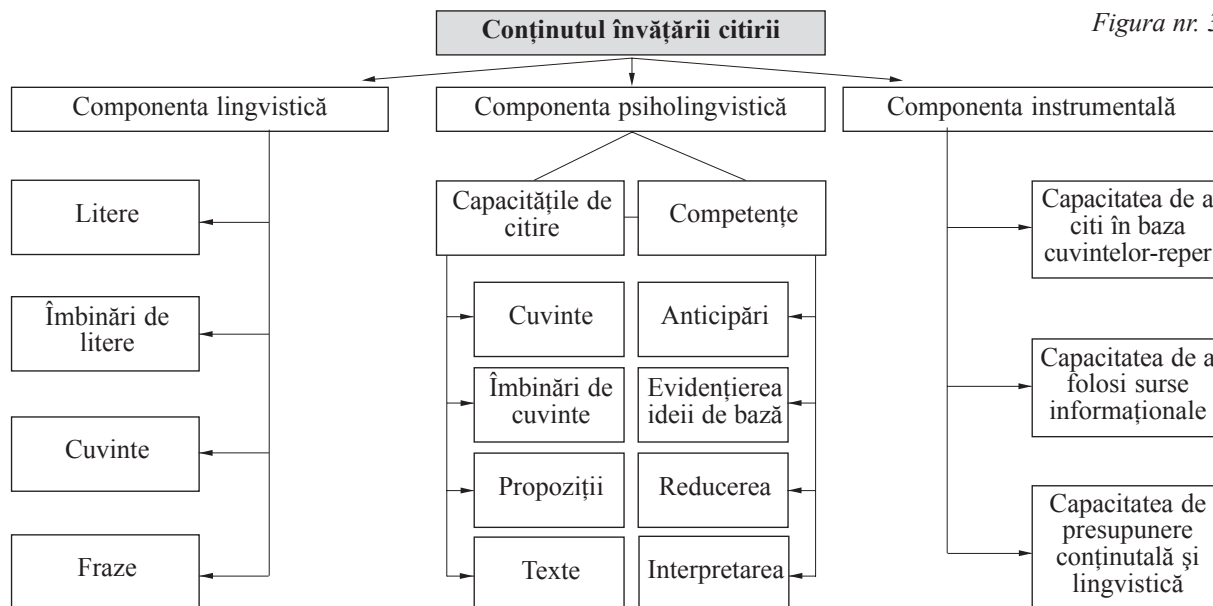 Conținutul învățării citirii
Figura nr. 3
Componenta lingvistică
Componenta psiholingvistică
Componenta instrumentală
Litere
Îmbinări de
litere
Cuvinte
Fraze
Capacitățile de
citire
Competențe
Cuvinte
Îmbinări de
cuvinte
Propoziții
Texte
Anticipări
Evidențierea
ideii de bază
Reducerea
Interpretarea
Capacitatea de a
citi în baza
cuvintelor-reper
Capacitatea de a
folosi surse
informaționale
Capacitatea de
presupunere
conținutală şi
lingvistică